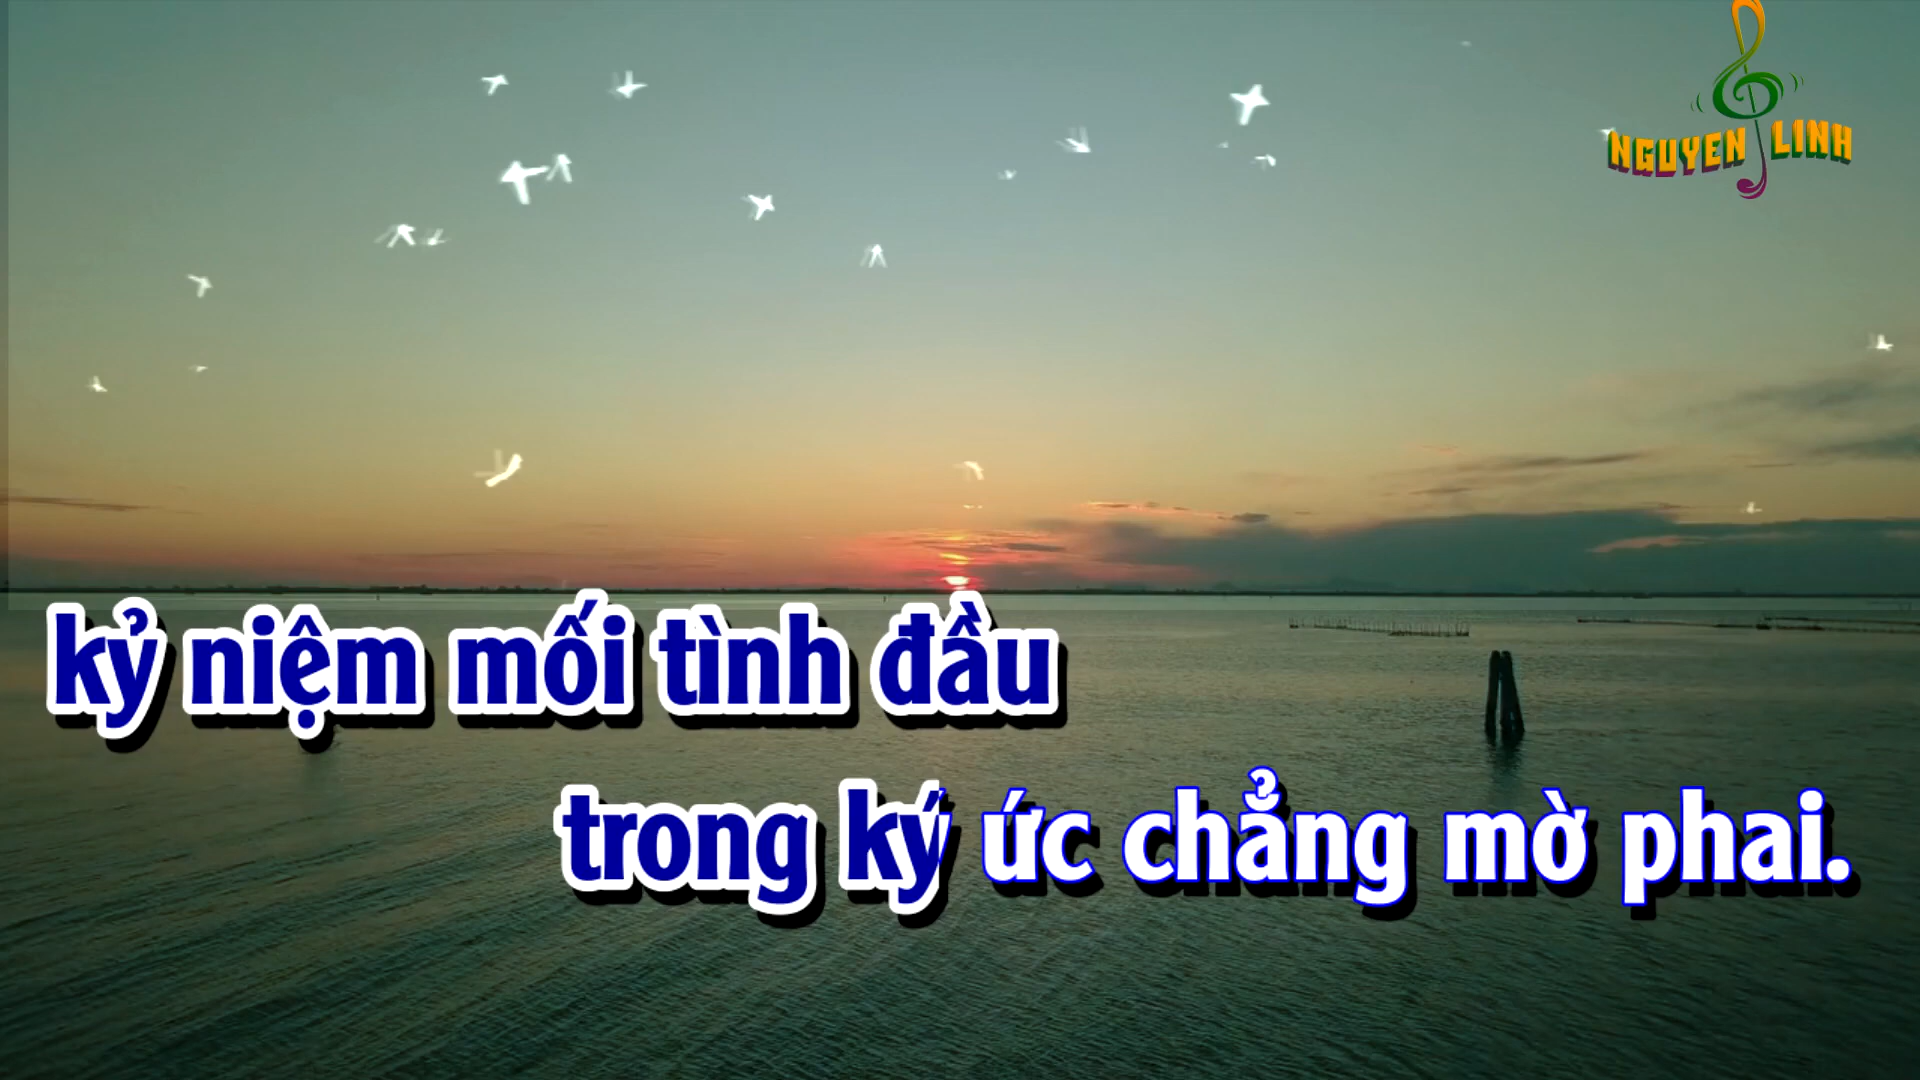 NGUYEN LINH
kỷ niệm mối tình đầu
trong ký ức chẳng mờ phai.